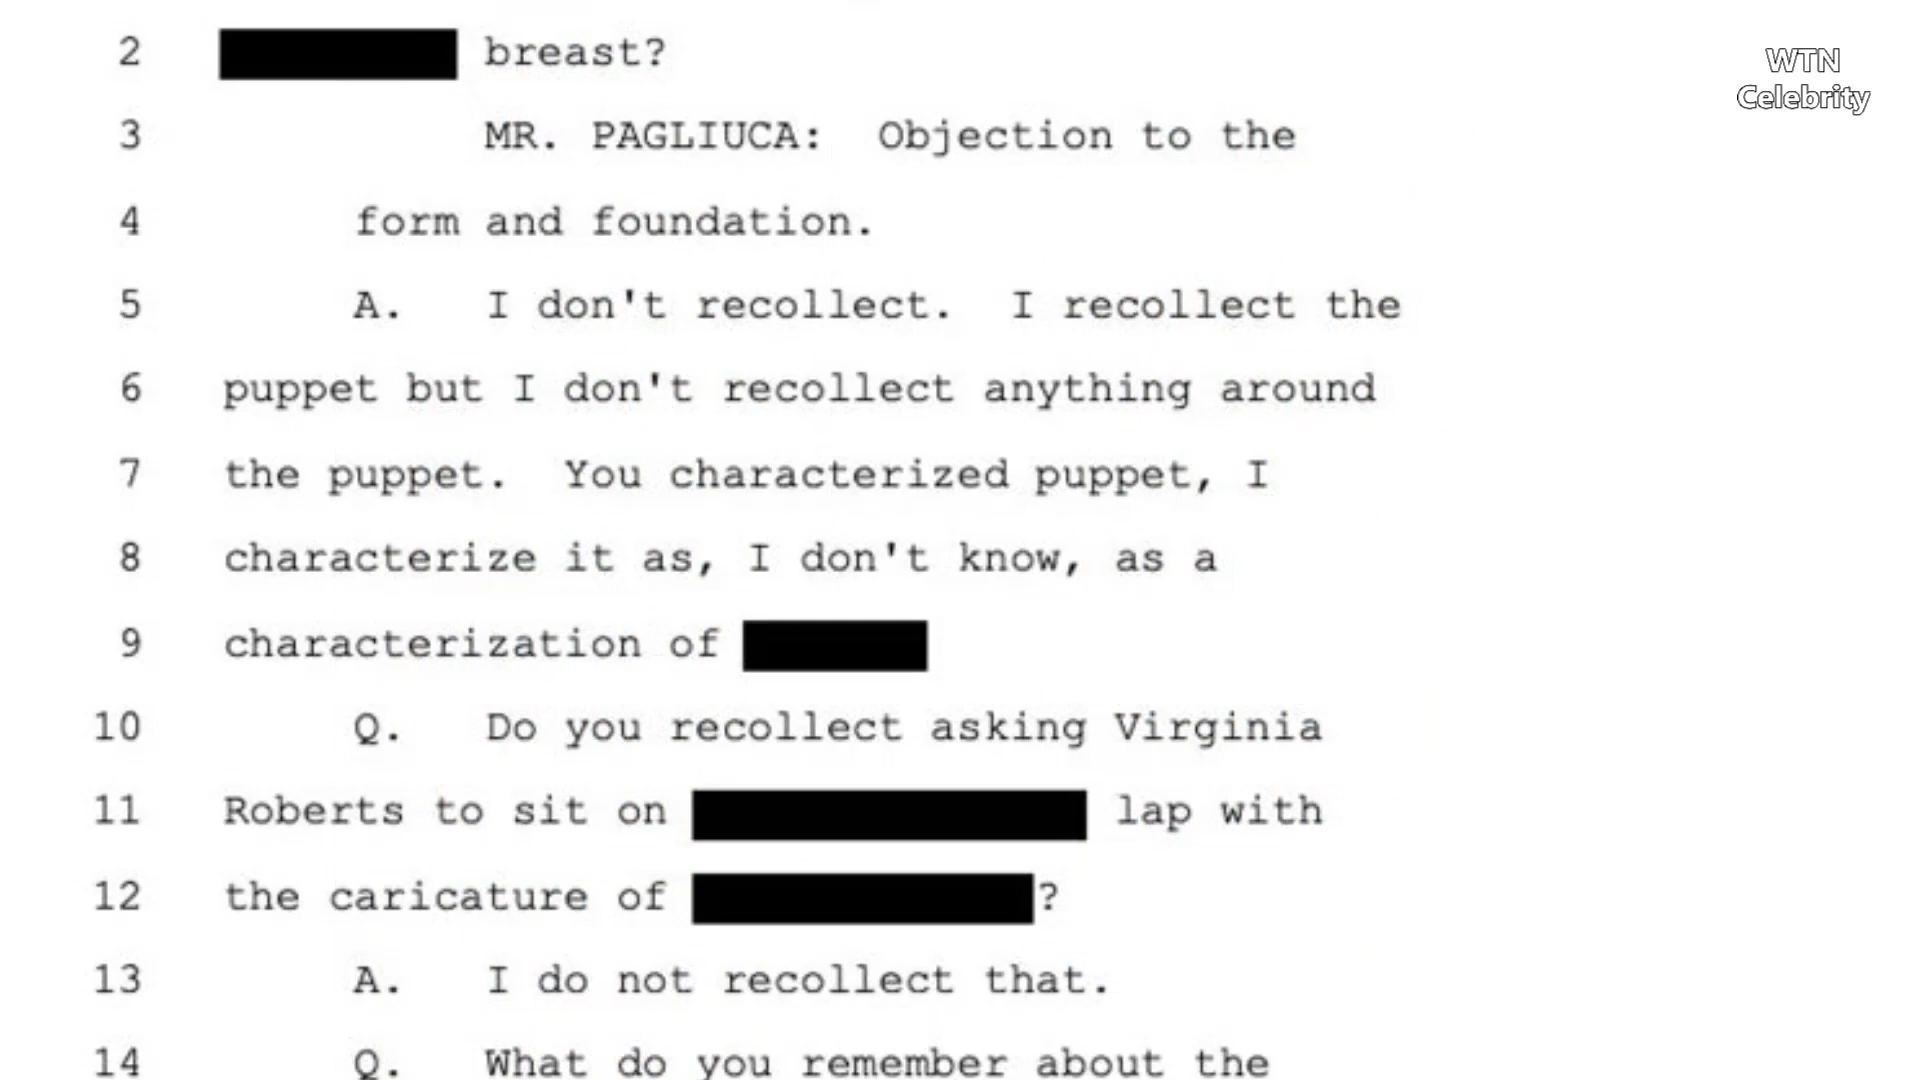 2 breast?
WTN
Celebrity
3 MR. PAGLIUCA: Objection to the
4 form and foundation.
5 A. I don't recollect. I recollect the
6 puppet but I don't recollect anything around
7 the puppet. You characterized puppet, I
8 characterize it as, I don't know, as a
9 characterization of
10 Q. Do you recollect asking Virginia
11 Roberts to sit on lap with
12 the caricature of ?
13 A. I do not recollect that.
14 Q. What do you remember about the